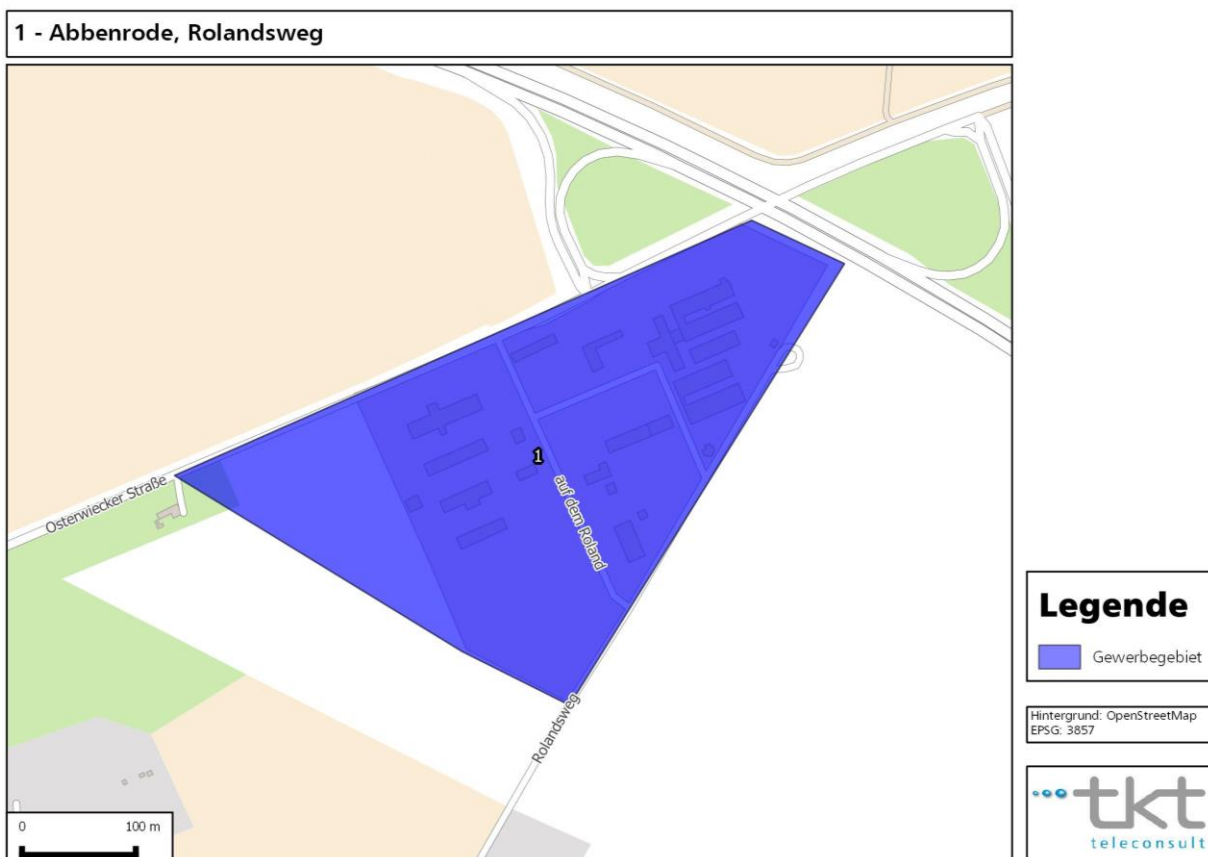 1 - Abbenrode, Rolandsweg
Osterwiecker Straße
1
auf dem Roland
Rolandsweg
0 100 m
Legende
Gewerbegebiet
Hintergrund: OpenStreetMap
EPSG: 3857
tkt
teleconsult